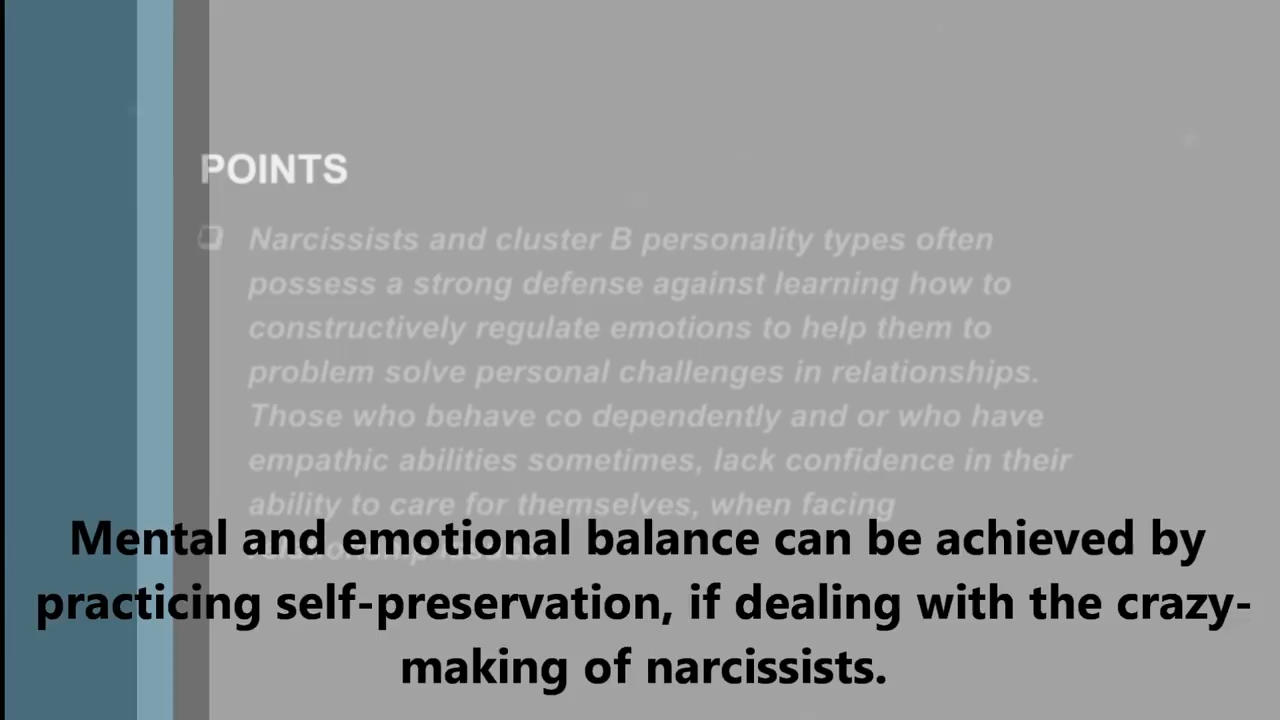 POINTS
Narcissists and cluster B personality types often
possess a strong defense against learning how to
constructively regulate emotions to help them to
problem solve personal challenges in relationships.
Those who behave co dependently and or who have
empathic abilities sometimes, lack confidence in their
ability to care for themselves, when facing
Mental and emotional balance can be achieved by
practicing self-preservation, if dealing with the crazy-
making of narcissists.